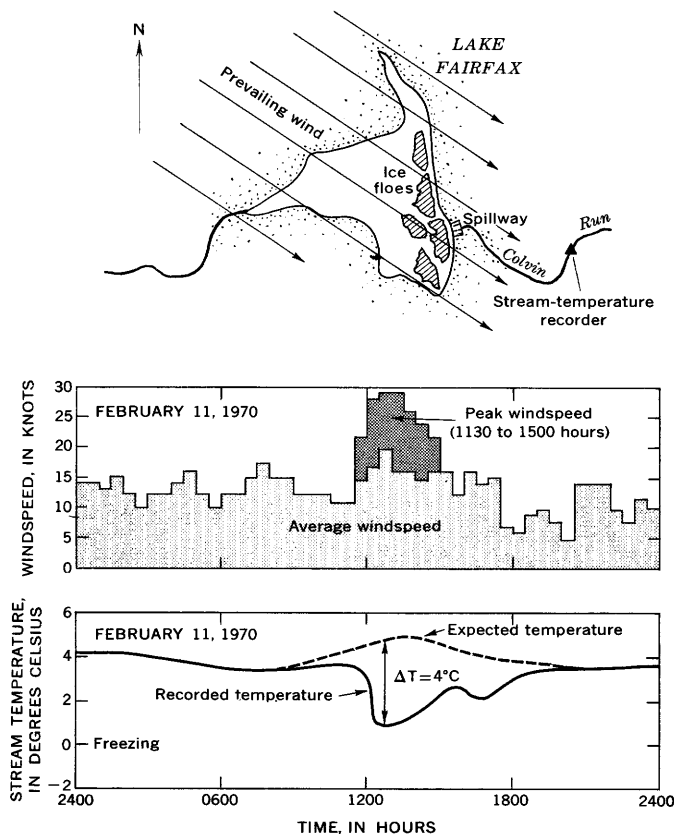 N
LAKE
FAIRFAX
Prevailing wind
Ice
floes
Spillway
Colvin Run
Stream-temperature
recorder
WINDSPEED, IN KNOTS
30
25
20
15
10
5
0
FEBRUARY 11, 1970
Peak windspeed
(1130 to 1500 hours)
Average windspeed
STREAM TEMPERATURE,
IN DEGREES CELSIUS
6
4
2
0
−2
FEBRUARY 11, 1970
Expected temperature
ΔT=4°C
Recorded temperature
Freezing
2400 0600 1200 1800 2400
TIME, IN HOURS